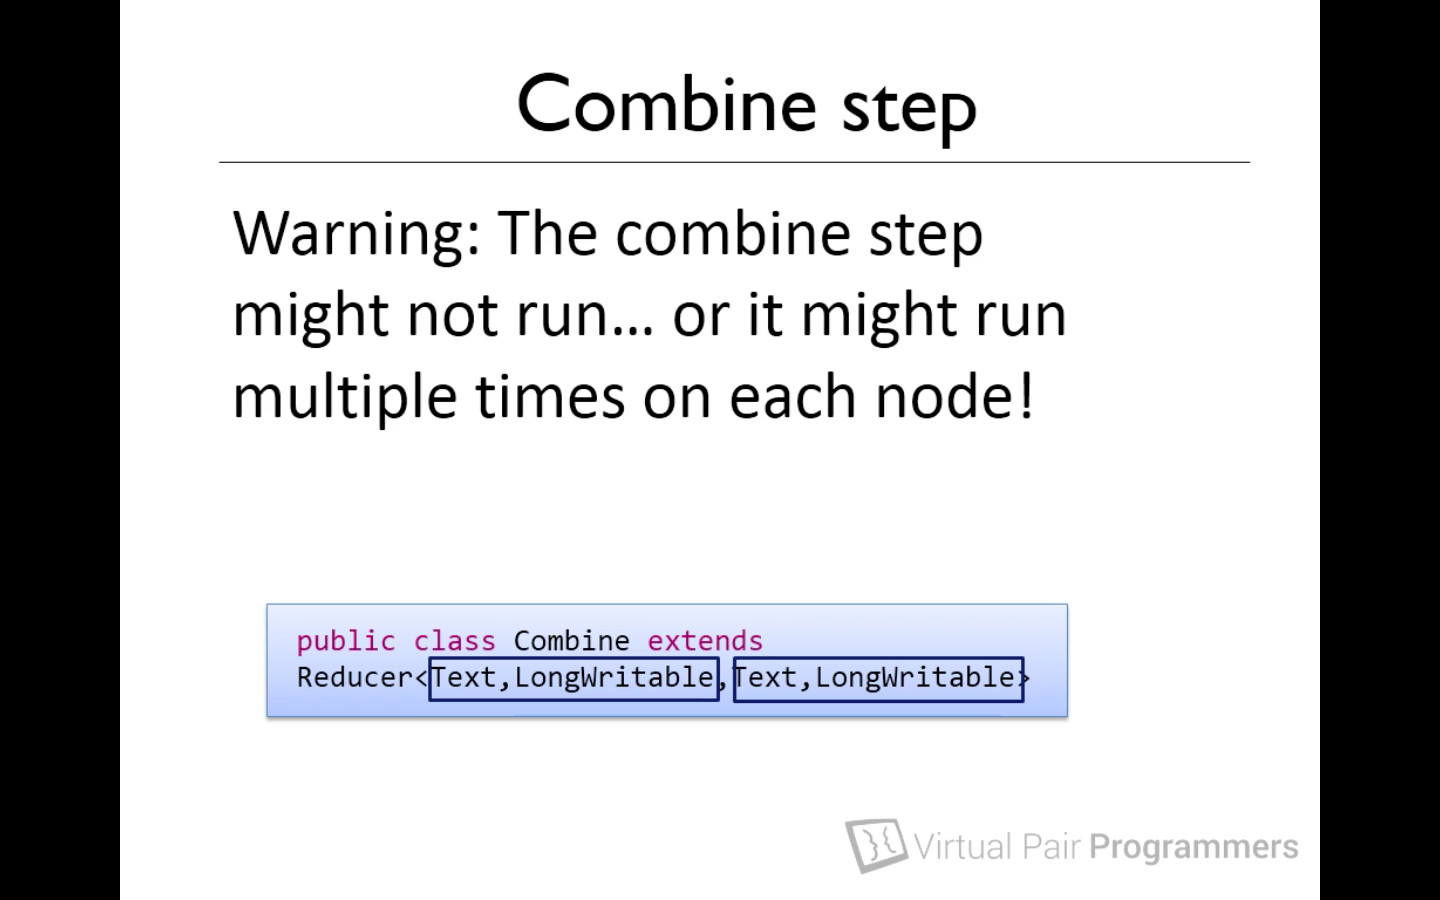 Combine step
Warning: The combine step
might not run... or it might run
multiple times on each node!
public class Combine extends
Reducer<Text,LongWritable,Text,LongWritable>
Virtual Pair Programmers